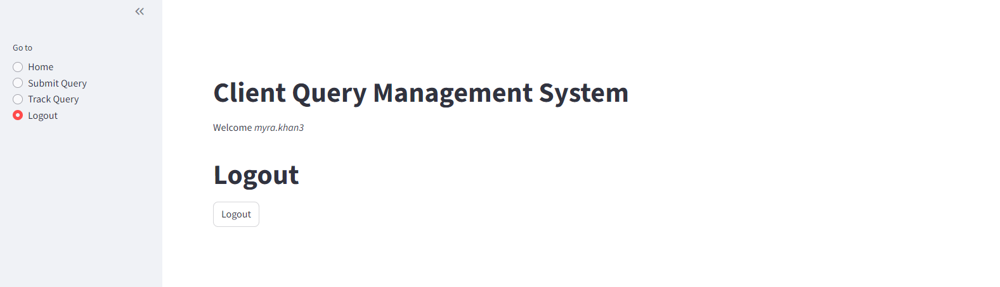 Go to
Home
Submit Query
Track Query
Logout
Client Query Management System
Welcome myra.khan3
Logout
Logout